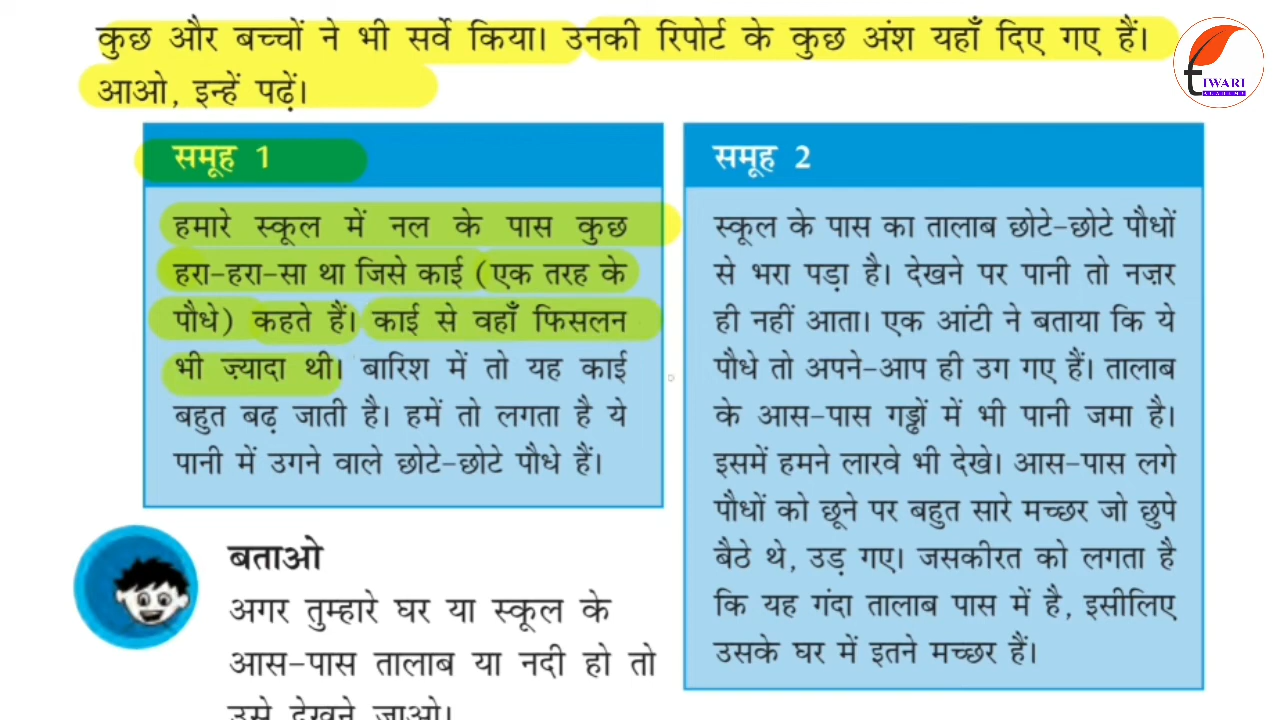 कुछ और बच्चों ने भी सर्वे किया। उनकी रिपोर्ट के कुछ अंश यहाँ दिए गए हैं।
आओ, इन्हें पढ़ें।
TIWARI
ACADEMY
समूह 1
हमारे स्कूल में नल के पास कुछ
हरा-हरा-सा था जिसे काई (एक तरह के
पौधे) कहते हैं। काई से वहाँ फिसलन
भी ज़्यादा थी। बारिश में तो यह काई
बहुत बढ़ जाती है। हमें तो लगता है ये
पानी में उगने वाले छोटे-छोटे पौधे हैं।
समूह 2
स्कूल के पास का तालाब छोटे-छोटे पौधों
से भरा पड़ा है। देखने पर पानी तो नज़र
ही नहीं आता। एक आंटी ने बताया कि ये
पौधे तो अपने-आप ही उग गए हैं। तालाब
के आस-पास गड्ढों में भी पानी जमा है।
इसमें हमने लारवे भी देखे। आस-पास लगे
पौधों को छूने पर बहुत सारे मच्छर जो छुपे
बैठे थे, उड़ गए। जसकीरत को लगता है
कि यह गंदा तालाब पास में है, इसीलिए
उसके घर में इतने मच्छर हैं।
बताओ
अगर तुम्हारे घर या स्कूल के
आस-पास तालाब या नदी हो तो
उसे देखने जाओ।